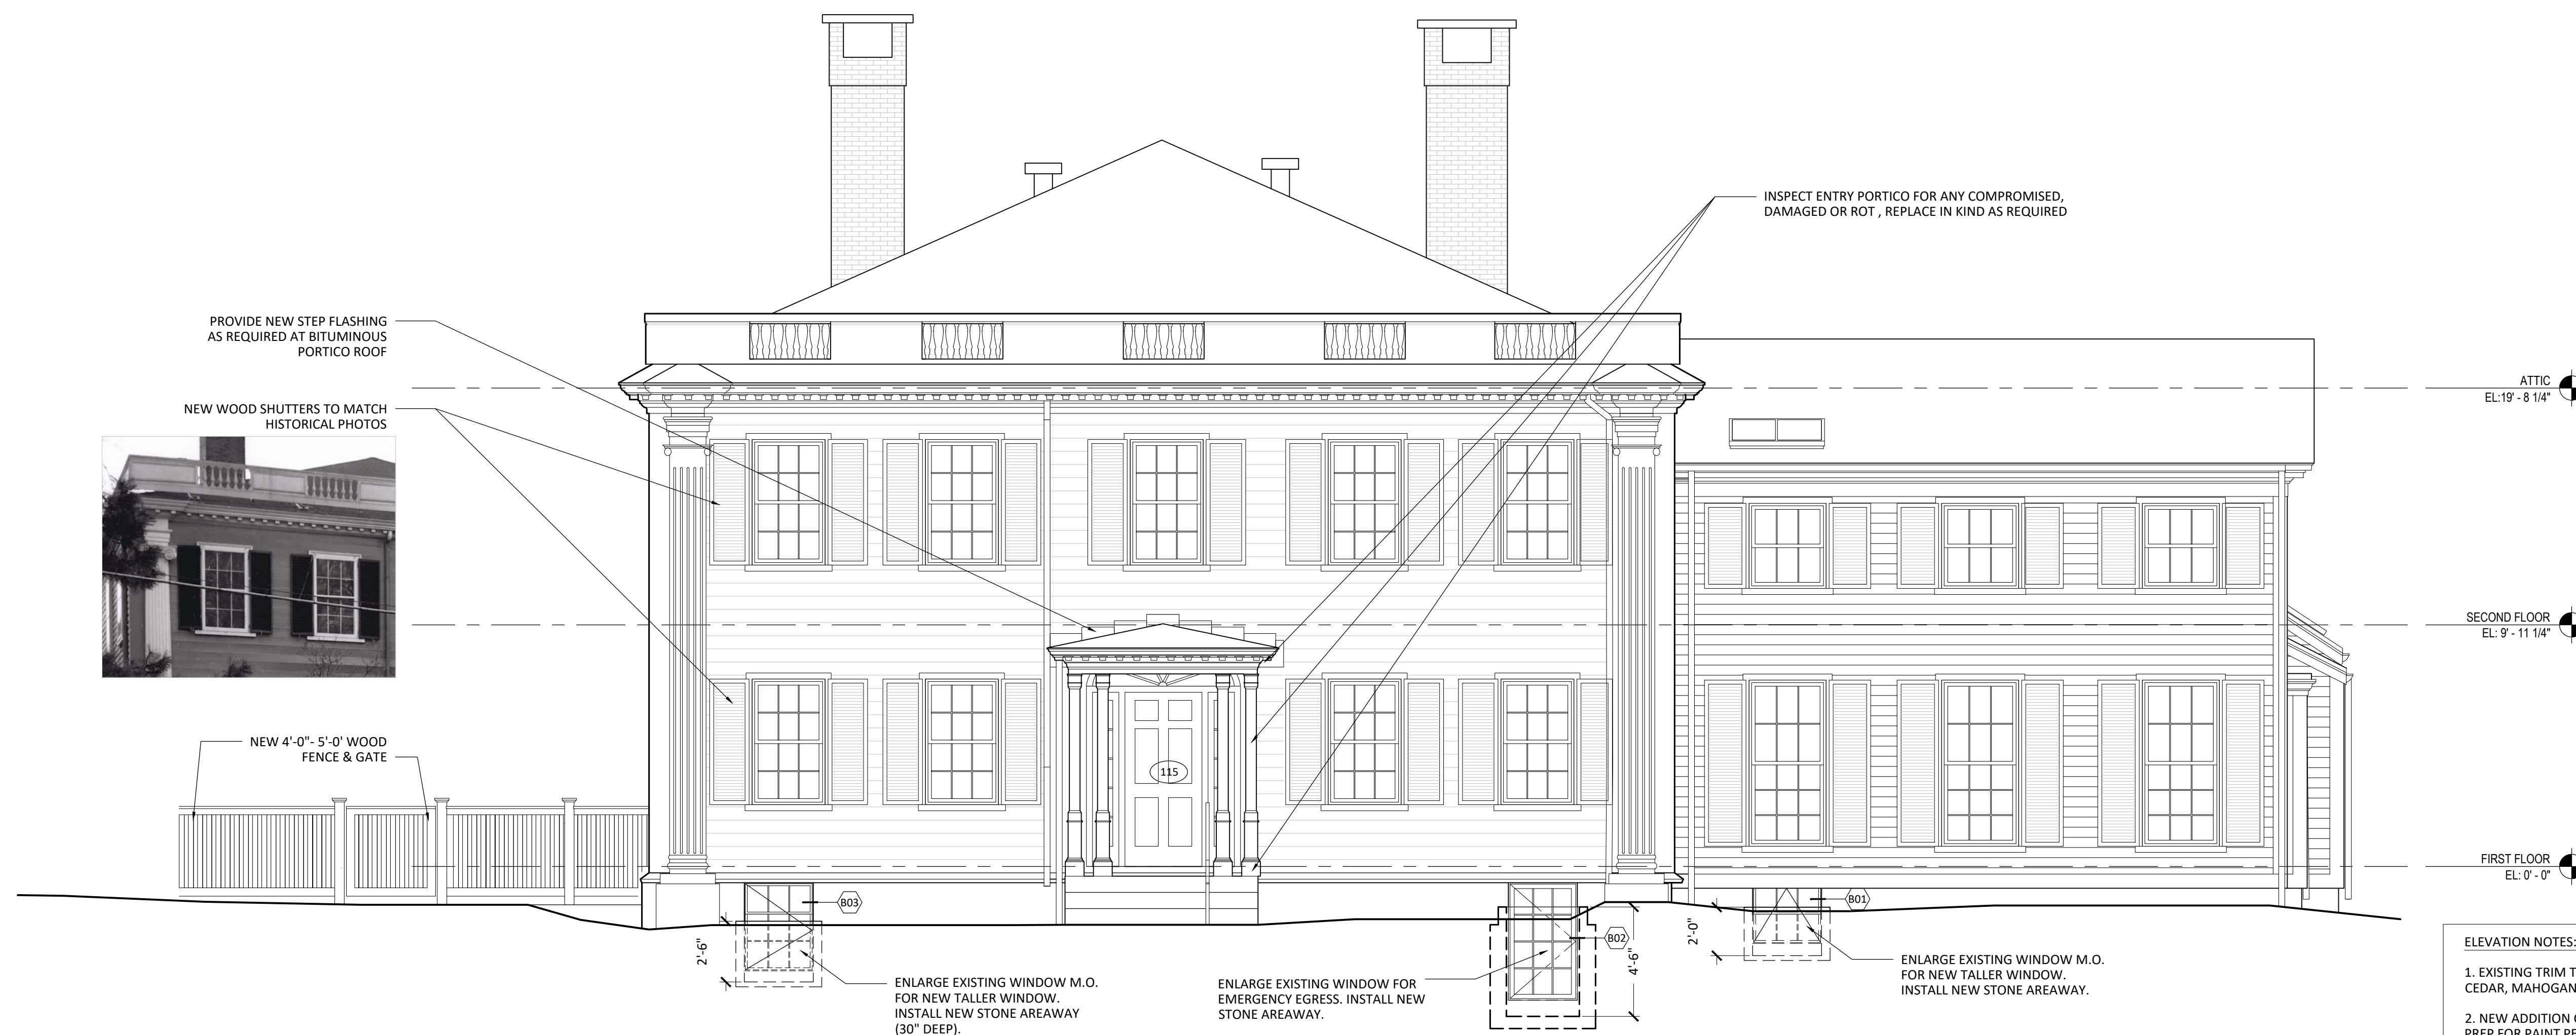 INSPECT ENTRY PORTICO FOR ANY COMPROMISED,
DAMAGED OR ROT , REPLACE IN KIND AS REQUIRED
PROVIDE NEW STEP FLASHING
AS REQUIRED AT BITUMINOUS
PORTICO ROOF
NEW WOOD SHUTTERS TO MATCH
HISTORICAL PHOTOS
ATTIC
EL:19' - 8 1/4"
SECOND FLOOR
EL: 9' - 11 1/4"
NEW 4'-0"- 5'-0' WOOD
FENCE & GATE
115
FIRST FLOOR
EL: 0' - 0"
B03
B02
B01
2'-6"
4'-6"
2'-0"
ENLARGE EXISTING WINDOW M.O.
FOR NEW TALLER WINDOW.
INSTALL NEW STONE AREAWAY
(30" DEEP).
ENLARGE EXISTING WINDOW FOR
EMERGENCY EGRESS. INSTALL NEW
STONE AREAWAY.
ENLARGE EXISTING WINDOW M.O.
FOR NEW TALLER WINDOW.
INSTALL NEW STONE AREAWAY.
ELEVATION NOTES:
1. EXISTING TRIM
CEDAR,
2. NEW ADDITION
PREP FOR PAINT